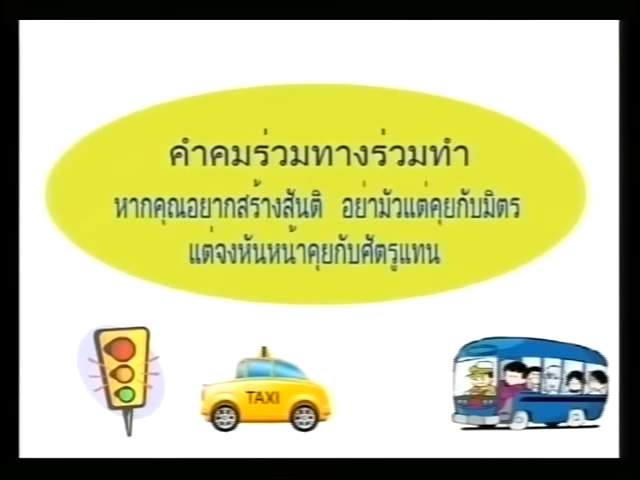 คำคมร่วมทางร่วมทำ
หากคุณอยากสร้างสันติ อย่ามัวแต่คุยกับมิตร
แต่จงหันหน้าคุยกับศัตรูแทน
TAXI